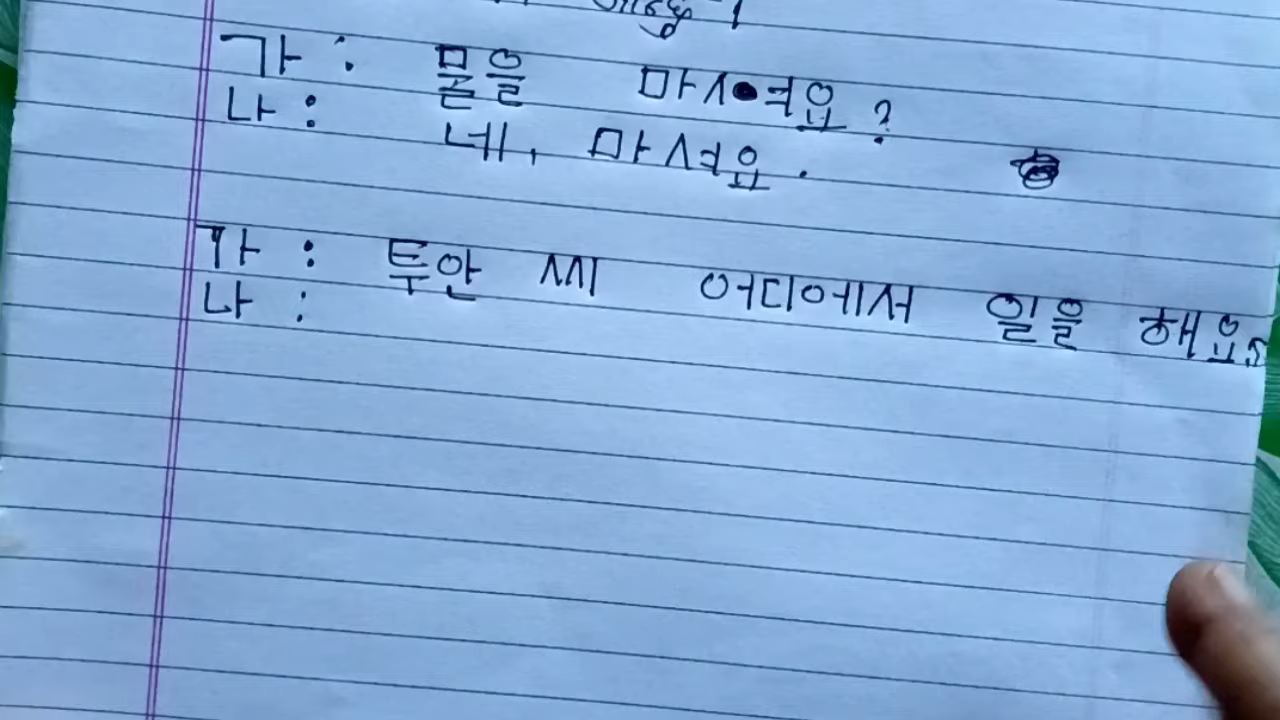 가 : 물을 마셔요?
나 : 네, 마셔요.
가 : 투안 씨 어디에서 일을 해요?
나 :